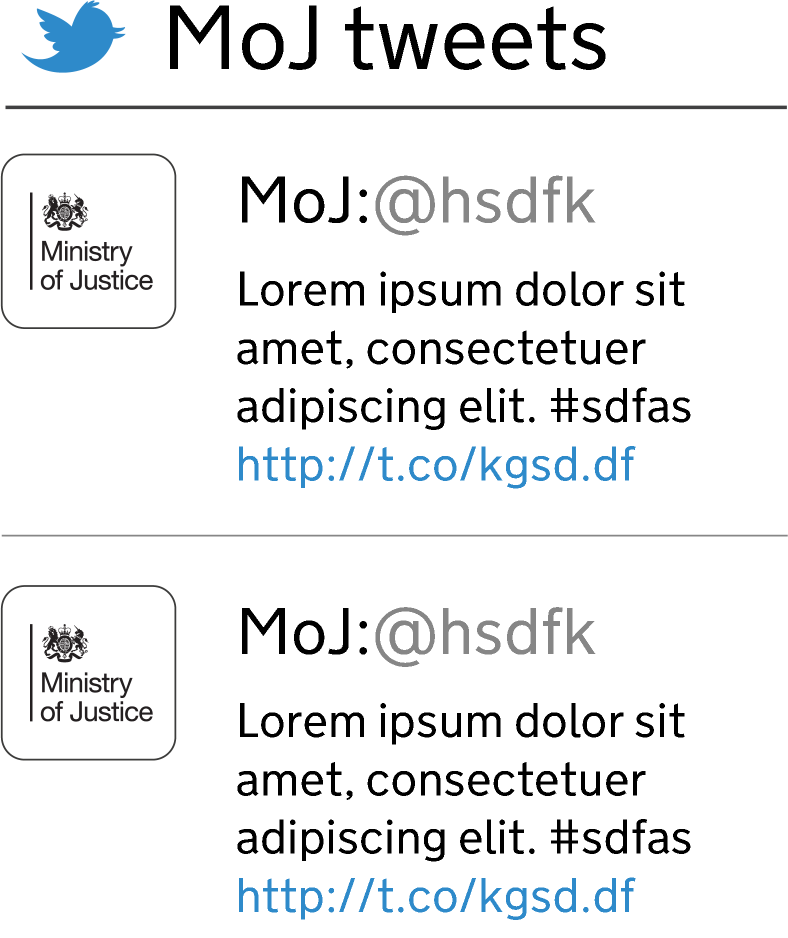 MoJ tweets
Ministry
of Justice
MoJ:@hsdfk
Lorem ipsum dolor sit
amet, consectetuer
adipiscing elit. #sdfas
http://t.co/kgsd.df
Ministry
of Justice
MoJ:@hsdfk
Lorem ipsum dolor sit
amet, consectetuer
adipiscing elit. #sdfas
http://t.co/kgsd.df